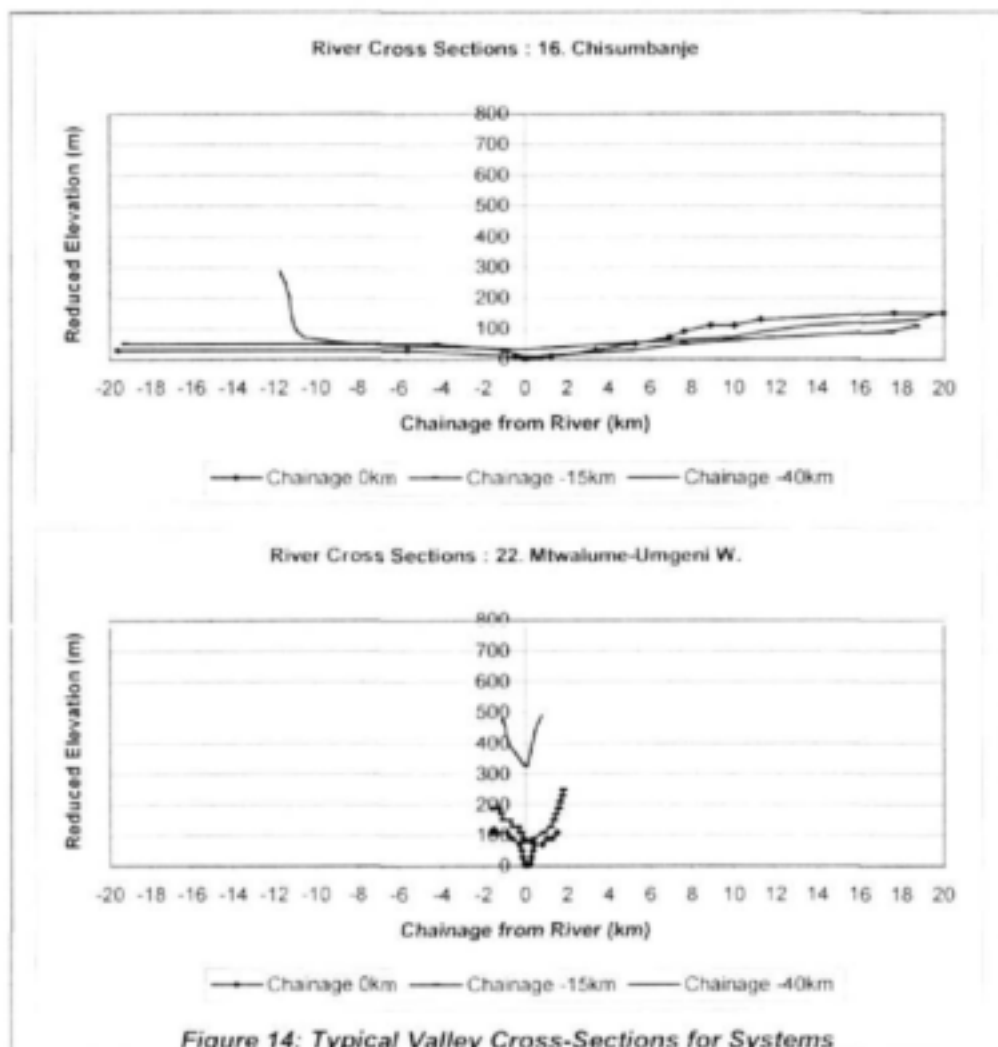 River Cross Sections : 16. Chisumbanje
800
700
600
500
400
300
200
100
0
Reduced Elevation (m)
-20 -18 -16 -14 -12 -10 -8 -6 -4 -2 0 2 4 6 8 10 12 14 16 18 20
Chainage from River (km)
Chainage 0km Chainage -15km Chainage -40km
River Cross Sections : 22. Mtwalume-Umgeni W.
800
700
600
500
400
300
200
100
0
Reduced Elevation (m)
-20 -18 -16 -14 -12 -10 -8 -6 -4 -2 0 2 4 6 8 10 12 14 16 18 20
Chainage from River (km)
Chainage 0km Chainage -15km Chainage -40km
Figure 14: Typical Valley Cross-Sections for Systems